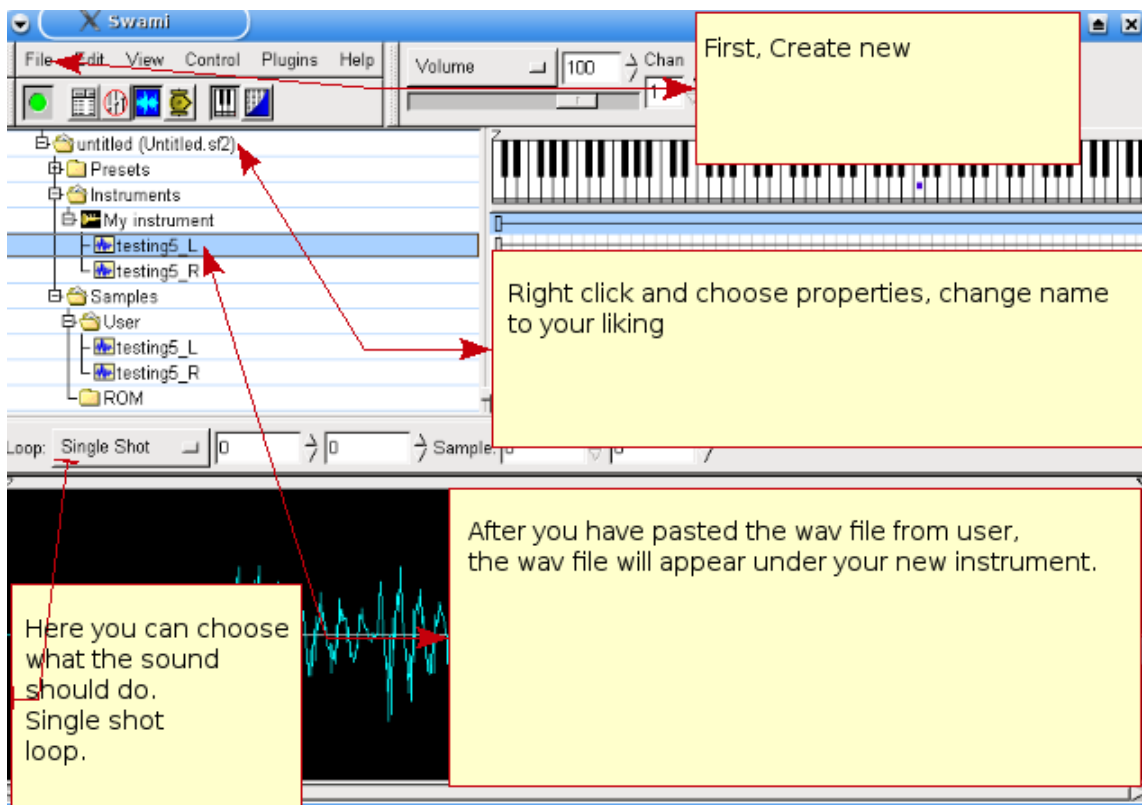 Swami
File Edit View Control Plugins Help
Volume 100 Chan 1
First, Create new
untitled (Untitled.sf2)
Presets
Instruments
My instrument
testing5_L
testing5_R
Samples
User
testing5_L
testing5_R
ROM
Right click and choose properties, change name
to your liking
Loop: Single Shot 0 0 Sample: 0 0
After you have pasted the wav file from user,
the wav file will appear under your new instrument.
Here you can choose
what the sound
should do.
Single shot
loop.